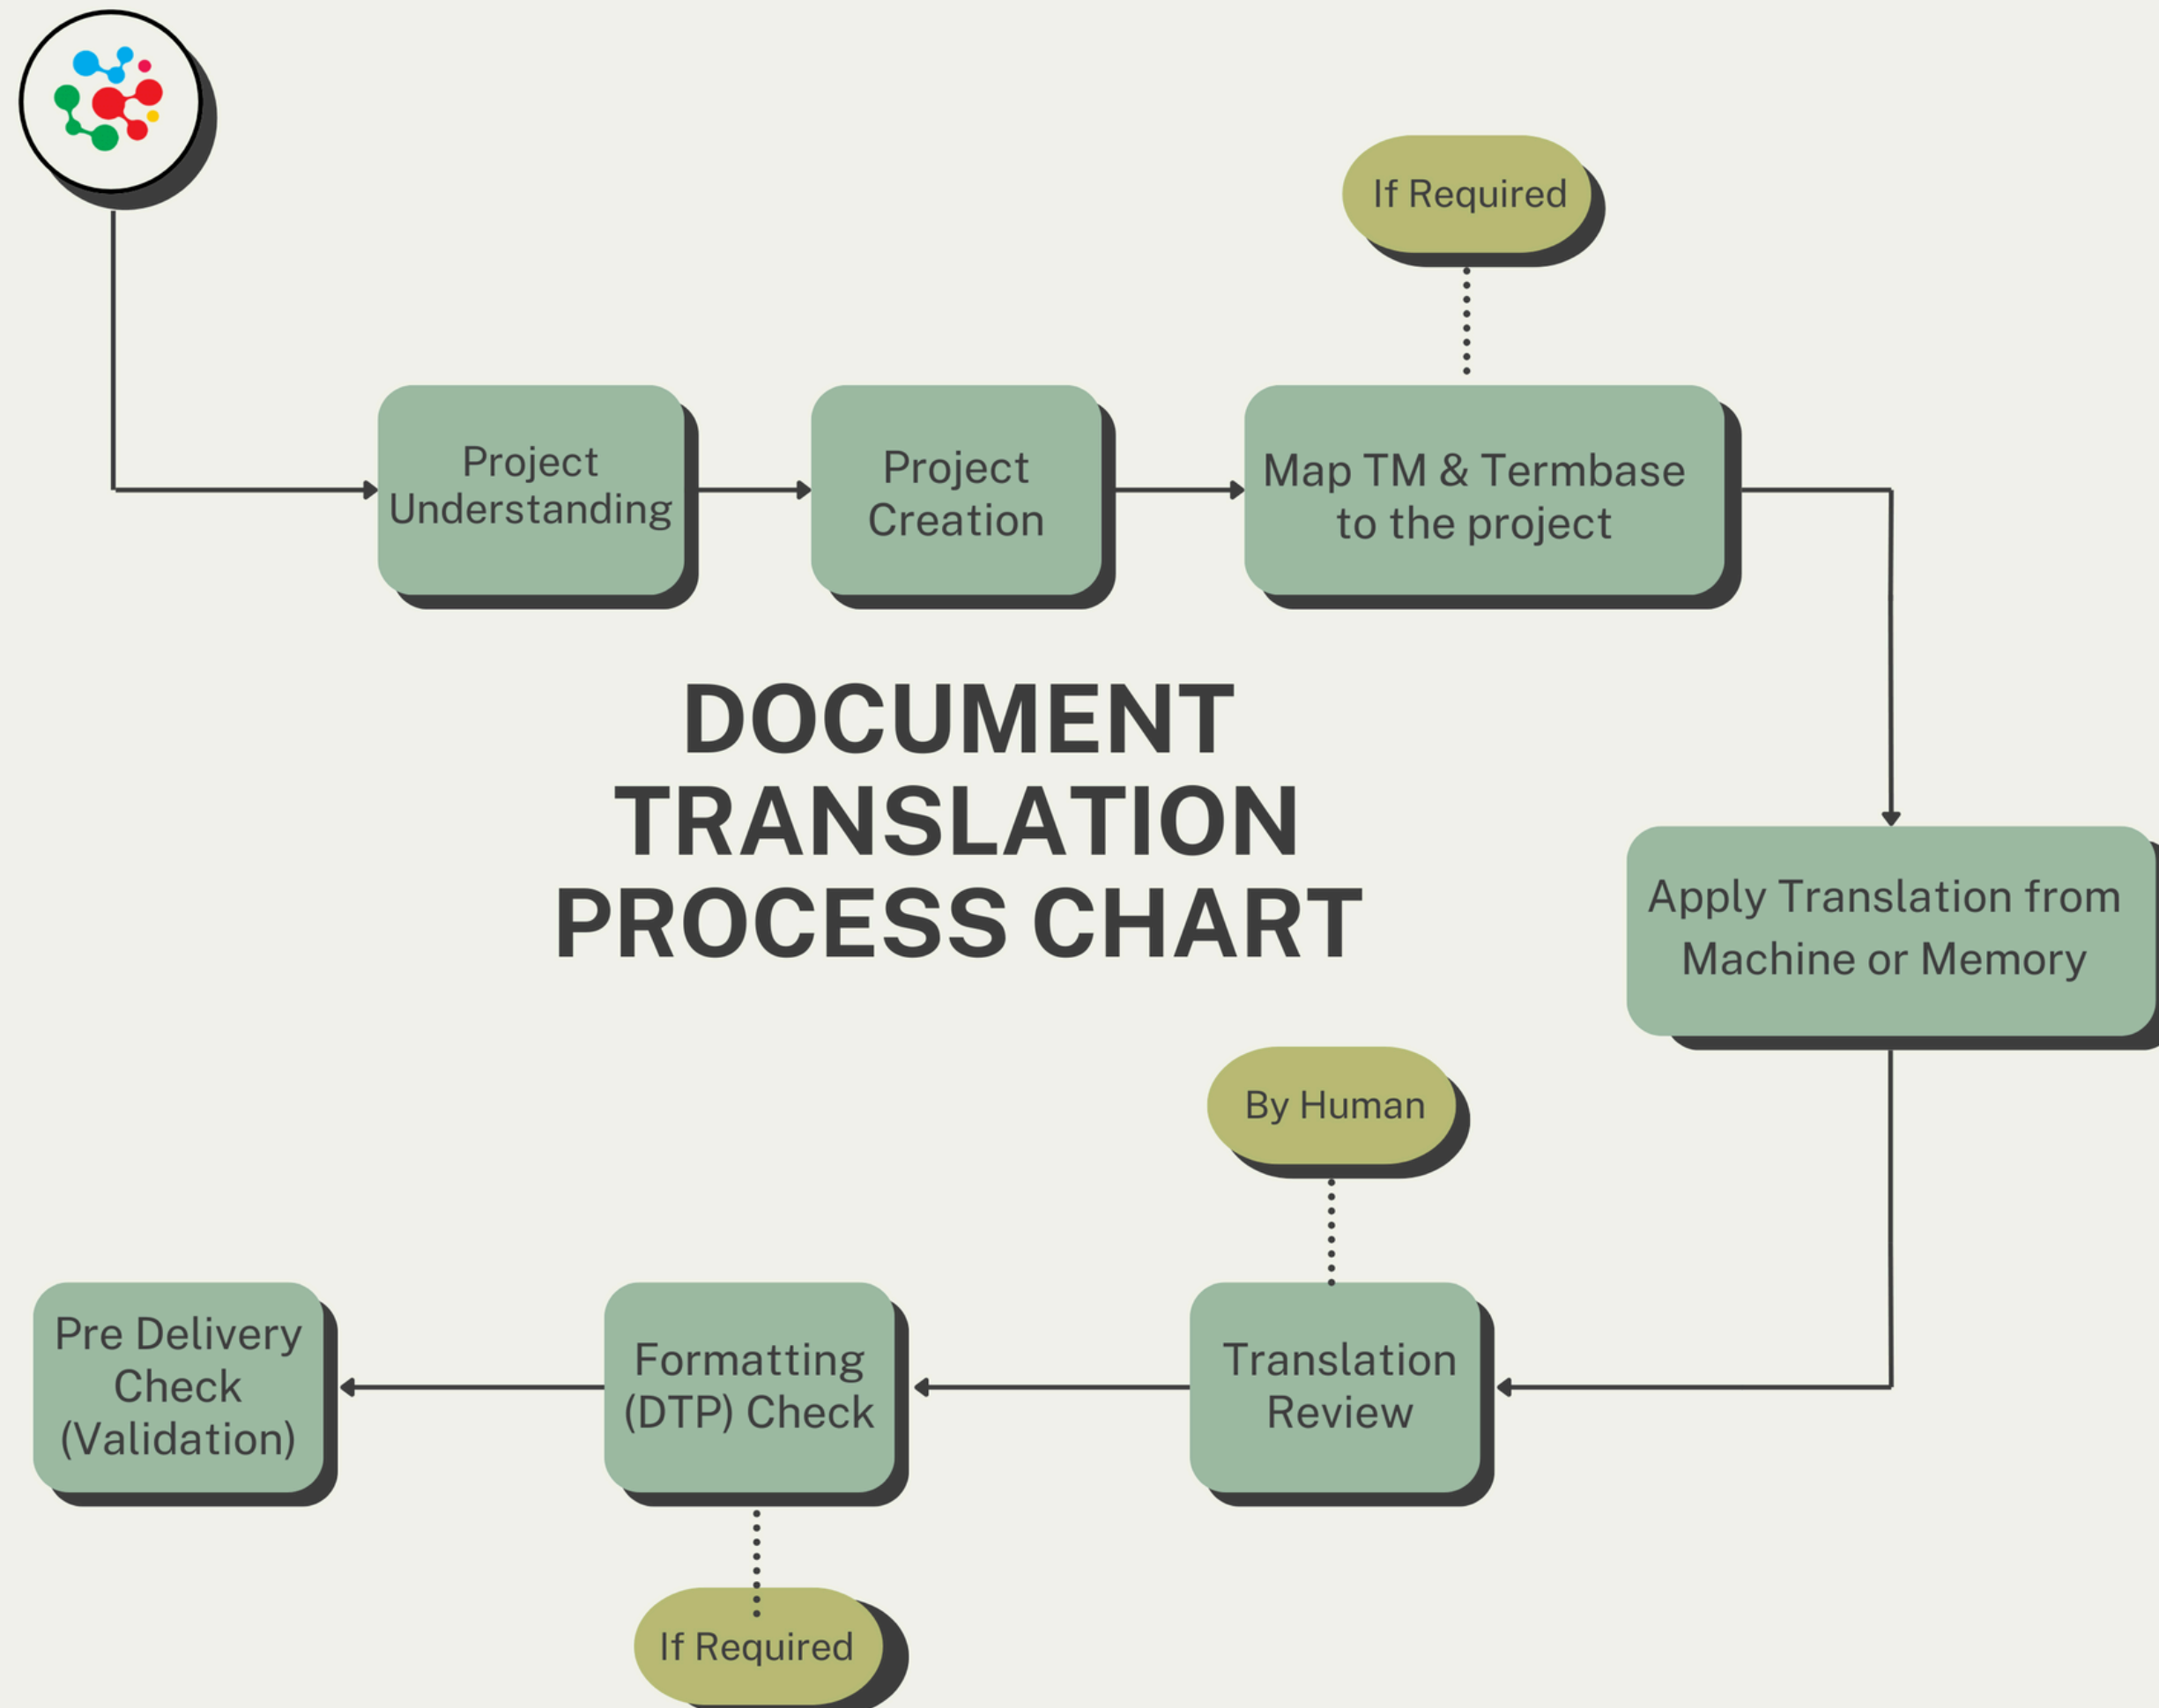 If Required
Project
Understanding
Project
Creation
Map TM & Termbase
to the project
DOCUMENT
TRANSLATION
PROCESS CHART
Apply Translation from
Machine or Memory
By Human
Translation
Review
Formatting
(DTP) Check
Pre Delivery
Check
(Validation)
If Required